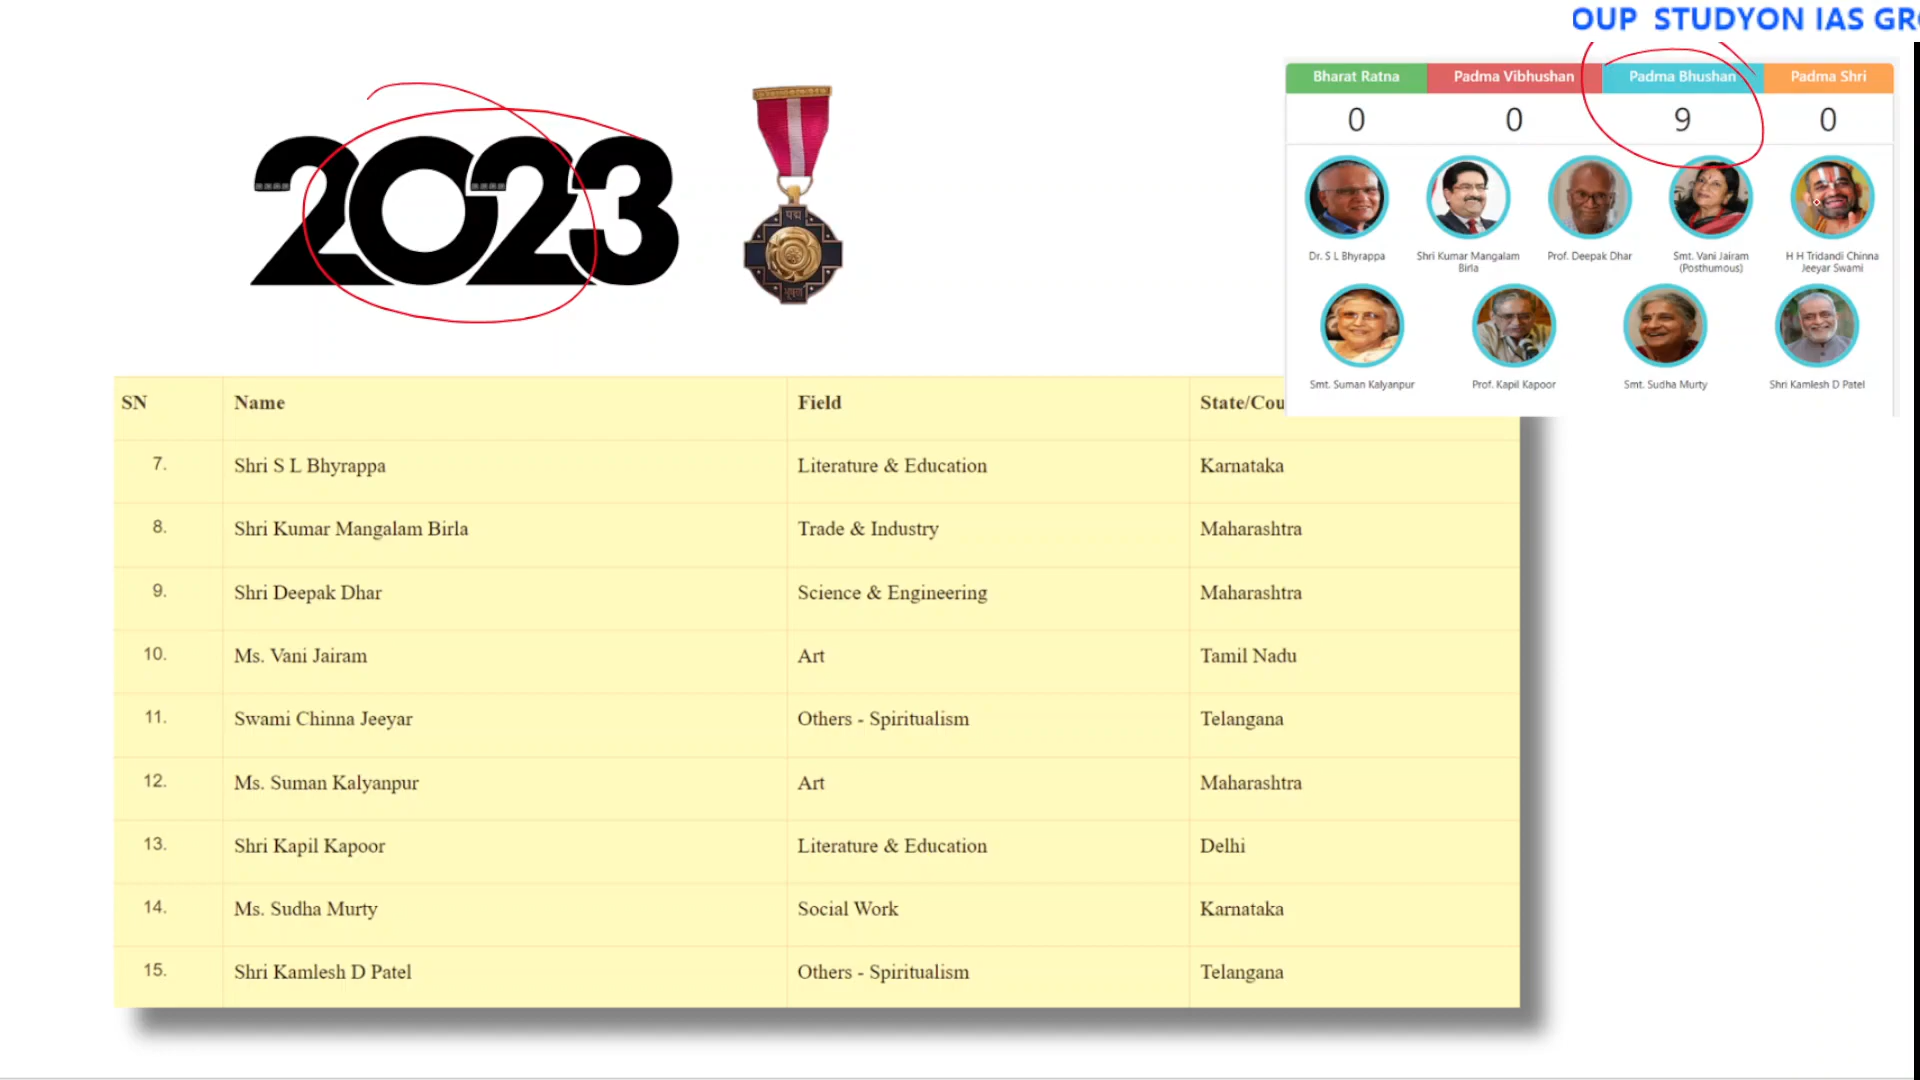 OUP STUDYON IAS GR
2023
पद्म
भूषण
Bharat Ratna Padma Vibhushan Padma Bhushan Padma Shri
0 0 9 0
Dr. S L Bhyrappa Shri Kumar Mangalam Birla Prof. Deepak Dhar Smt. Vani Jairam (Posthumous) H H Tridandi Chinna Jeeyar Swami
Smt. Suman Kalyanpur Prof. Kapil Kapoor Smt. Sudha Murty Shri Kamlesh D Patel
SN Name Field State/Cou
7. Shri S L Bhyrappa Literature & Education Karnataka
8. Shri Kumar Mangalam Birla Trade & Industry Maharashtra
9. Shri Deepak Dhar Science & Engineering Maharashtra
10. Ms. Vani Jairam Art Tamil Nadu
11. Swami Chinna Jeeyar Others - Spiritualism Telangana
12. Ms. Suman Kalyanpur Art Maharashtra
13. Shri Kapil Kapoor Literature & Education Delhi
14. Ms. Sudha Murty Social Work Karnataka
15. Shri Kamlesh D Patel Others - Spiritualism Telangana